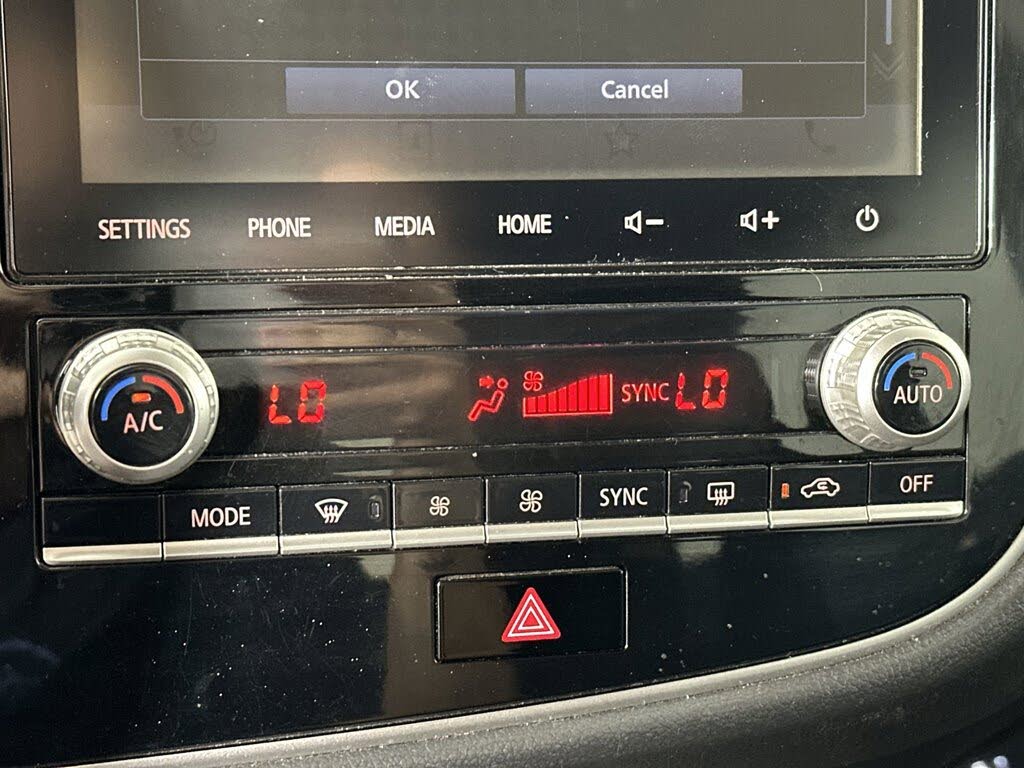 OK Cancel
SETTINGS PHONE MEDIA HOME
A/C LO SYNC LO AUTO
MODE SYNC OFF